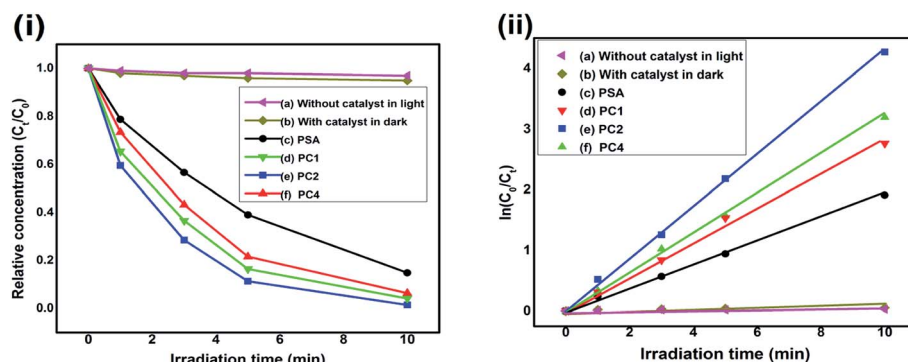 (i)
Relative concentration (Ct/C0)
1.0
0.8
0.6
0.4
0.2
0.0
(a) Without catalyst in light
(b) With catalyst in dark
(c) PSA
(d) PC1
(e) PC2
(f) PC4
0 2 4 6 8 10
Irradiation time (min)
(ii)
ln(C0/Ct)
4
3
2
1
0
(a) Without catalyst in light
(b) With catalyst in dark
(c) PSA
(d) PC1
(e) PC2
(f) PC4
0 2 4 6 8 10
Irradiation time (min)